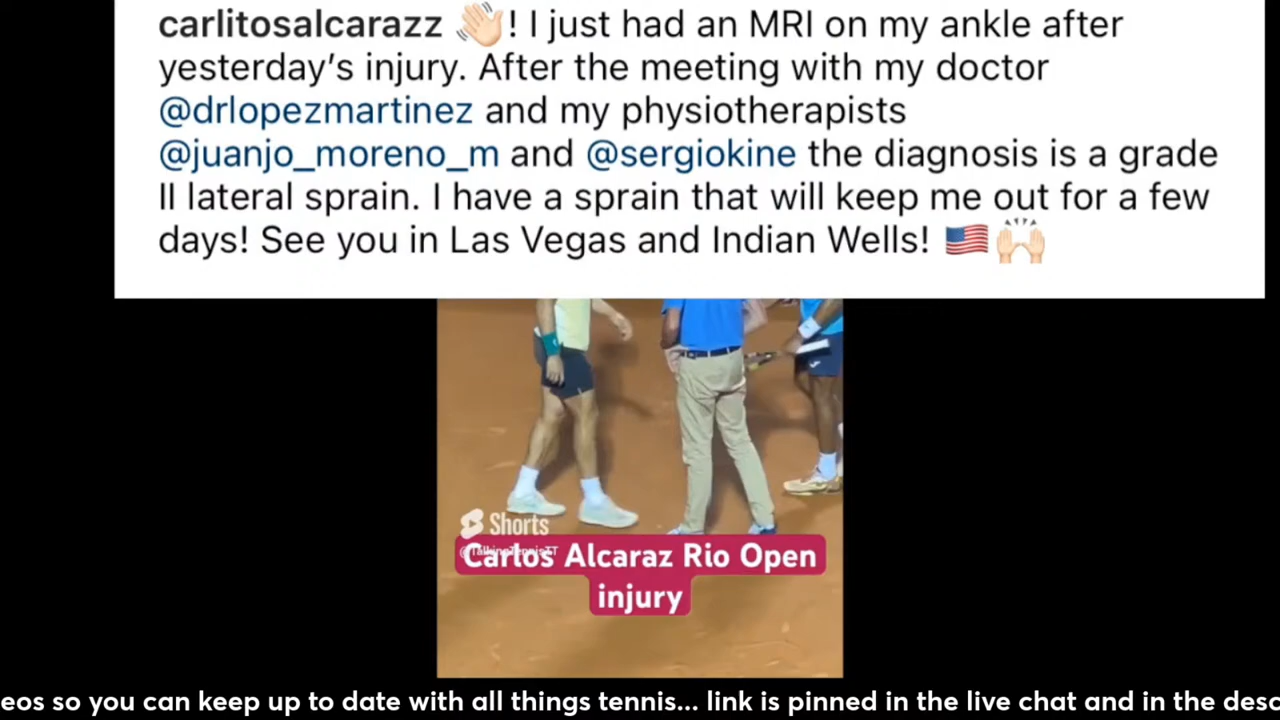 carlitosalcarazz 👋🏻! I just had an MRI on my ankle after
yesterday’s injury. After the meeting with my doctor
@drlopezmartinez and my physiotherapists
@juanjo_moreno_m and @sergiokine the diagnosis is a grade
II lateral sprain. I have a sprain that will keep me out for a few
days! See you in Las Vegas and Indian Wells! 🇺🇸🙌🏻
Shorts
@TalkingTennisTT
Carlos Alcaraz Rio Open
injury
eos so you can keep up to date with all things tennis... link is pinned in the live chat and in the desc